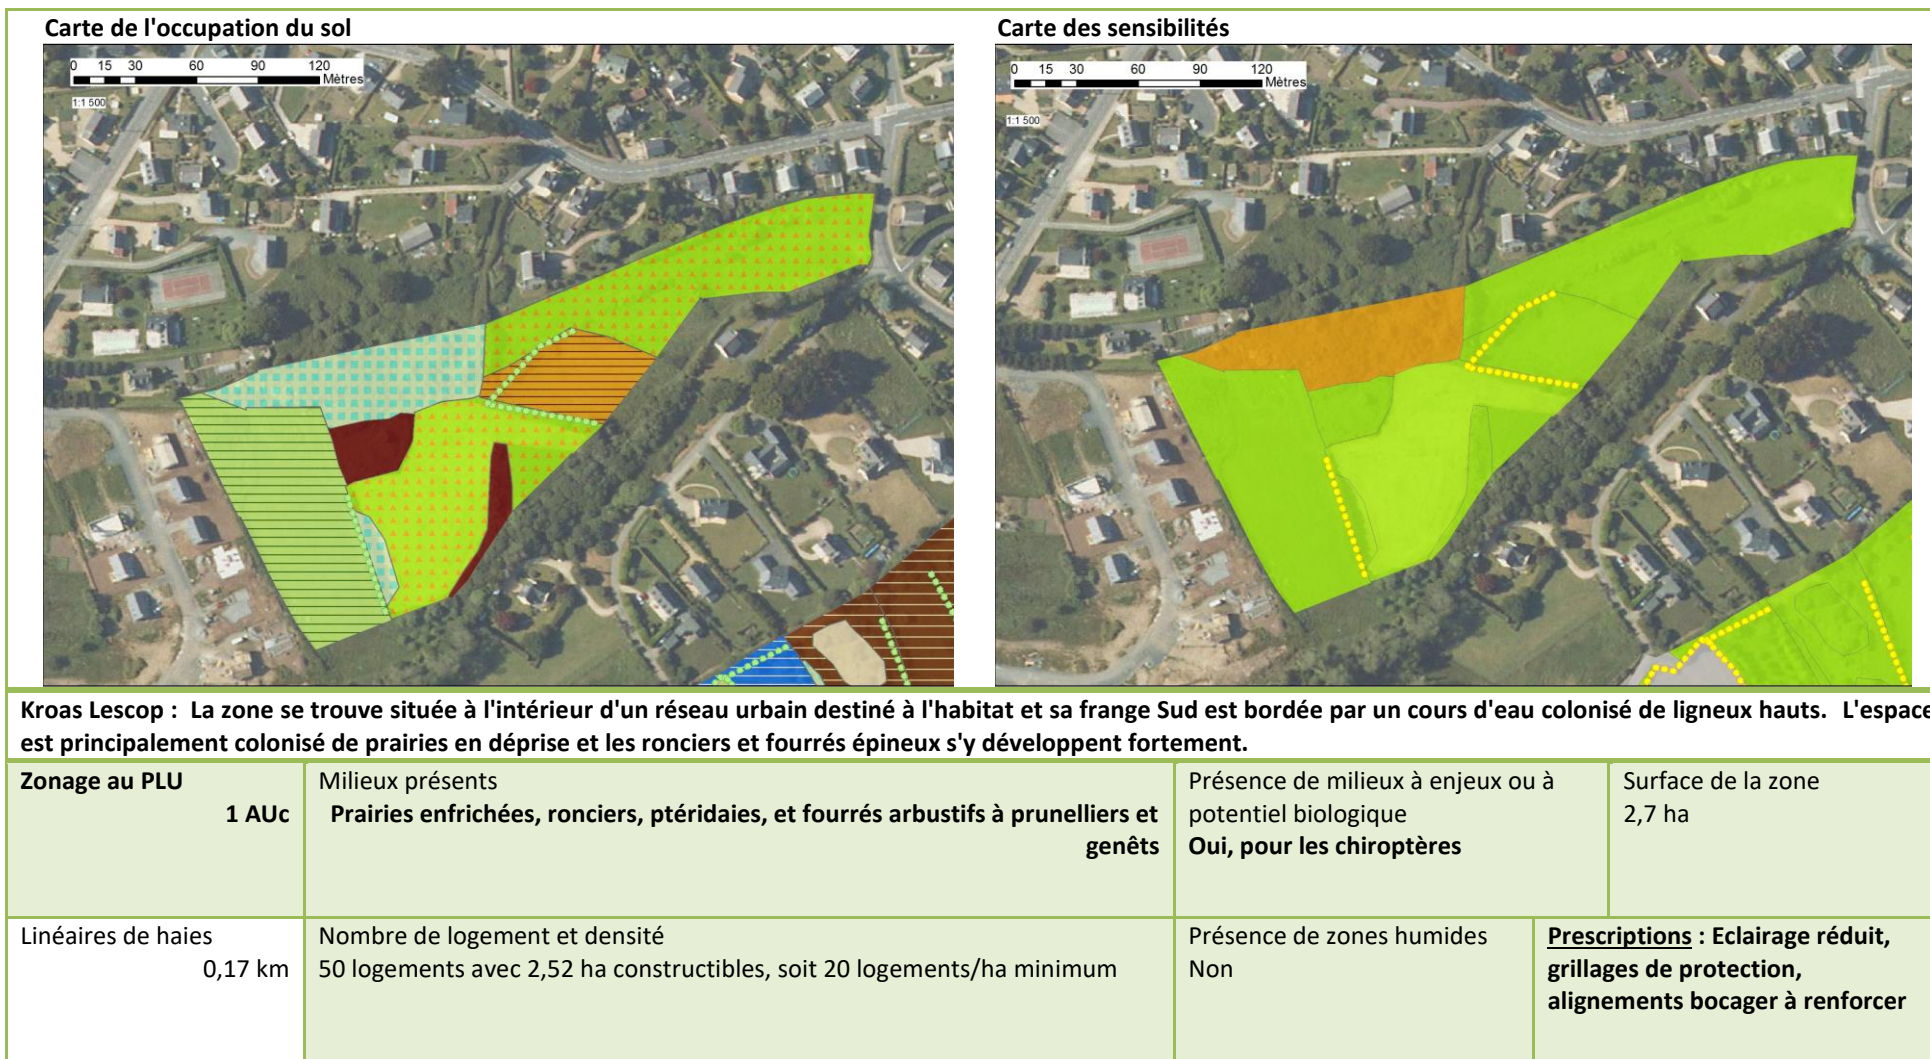 Carte de l'occupation du sol
0 15 30 60 90 120
Mètres
1:1 500
Carte des sensibilités
0 15 30 60 90 120
Mètres
1:1 500
Kroas Lescop : La zone se trouve située à l'intérieur d'un réseau urbain destiné à l'habitat et sa frange Sud est bordée par un cours d'eau colonisé de ligneux hauts. L'espace
est principalement colonisé de prairies en déprise et les ronciers et fourrés épineux s'y développent fortement.
Zonage au PLU
1 AUc
Milieux présents
Prairies enfrichées, ronciers, ptéridaies, et fourrés arbustifs à prunelliers et
genêts
Présence de milieux à enjeux ou à
potentiel biologique
Oui, pour les chiroptères
Surface de la zone
2,7 ha
Linéaires de haies
0,17 km
Nombre de logement et densité
50 logements avec 2,52 ha constructibles, soit 20 logements/ha minimum
Présence de zones humides
Non
Prescriptions : Eclairage réduit,
grillages de protection,
alignements bocager à renforcer